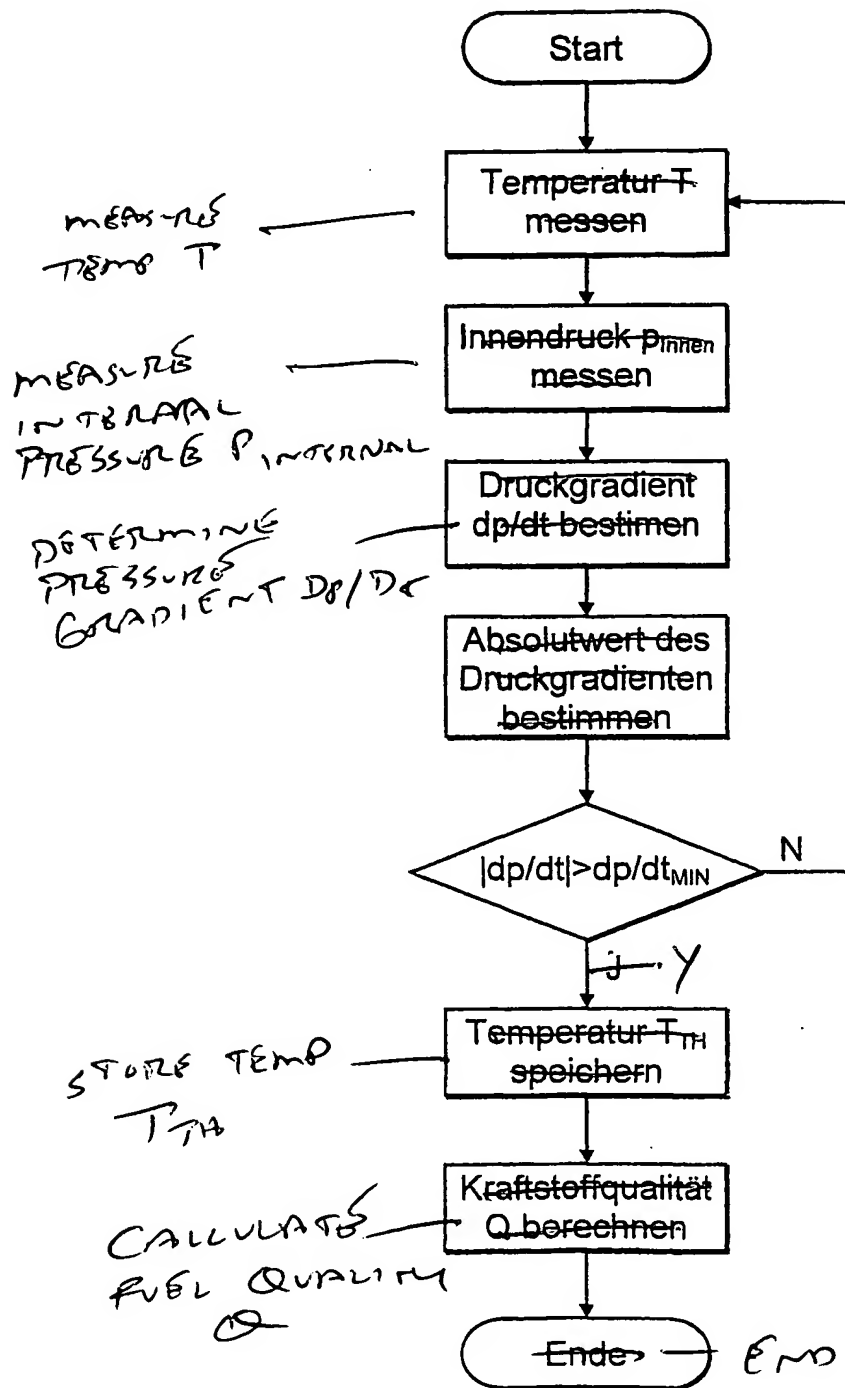 Start
Temperatur T
messen
MEASURE
TEMP T
Innendruck pInnen
messen
MEASURE
INTERNAL
PRESSURE P INTERNAL
Druckgradient
dp/dt bestimen
DETERMINE
PRESSURE
GRADIENT DP/DT
Absolutwert des
Druckgradienten
bestimmen
|dp/dt|>dp/dtMIN
N
j Y
Temperatur TTH
speichern
STORE TEMP
TTH
Kraftstoffqualität
Q berechnen
CALCULATE
FUEL QUALITY
Q
Ende END